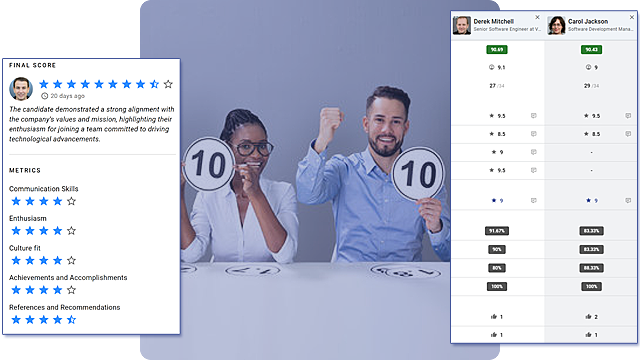 FINAL SCORE
20 days ago
The candidate demonstrated a strong alignment with
the company's values and mission, highlighting their
enthusiasm for joining a team committed to driving
technological advancements.
METRICS
Communication Skills
Enthusiasm
Culture fit
Achievements and Accomplishments
References and Recommendations
10
10
Derek Mitchell Carol Jackson
Senior Software Engineer at V... Software Development Mana...
90.69 90.43
9.1 9
27 /34 29 /34
9.5 9.5
8.5 8.5
9 -
9.5 -
9 9
91.67% 83.33%
90% 83.33%
80% 88.33%
100% 100%
1 2
1 1